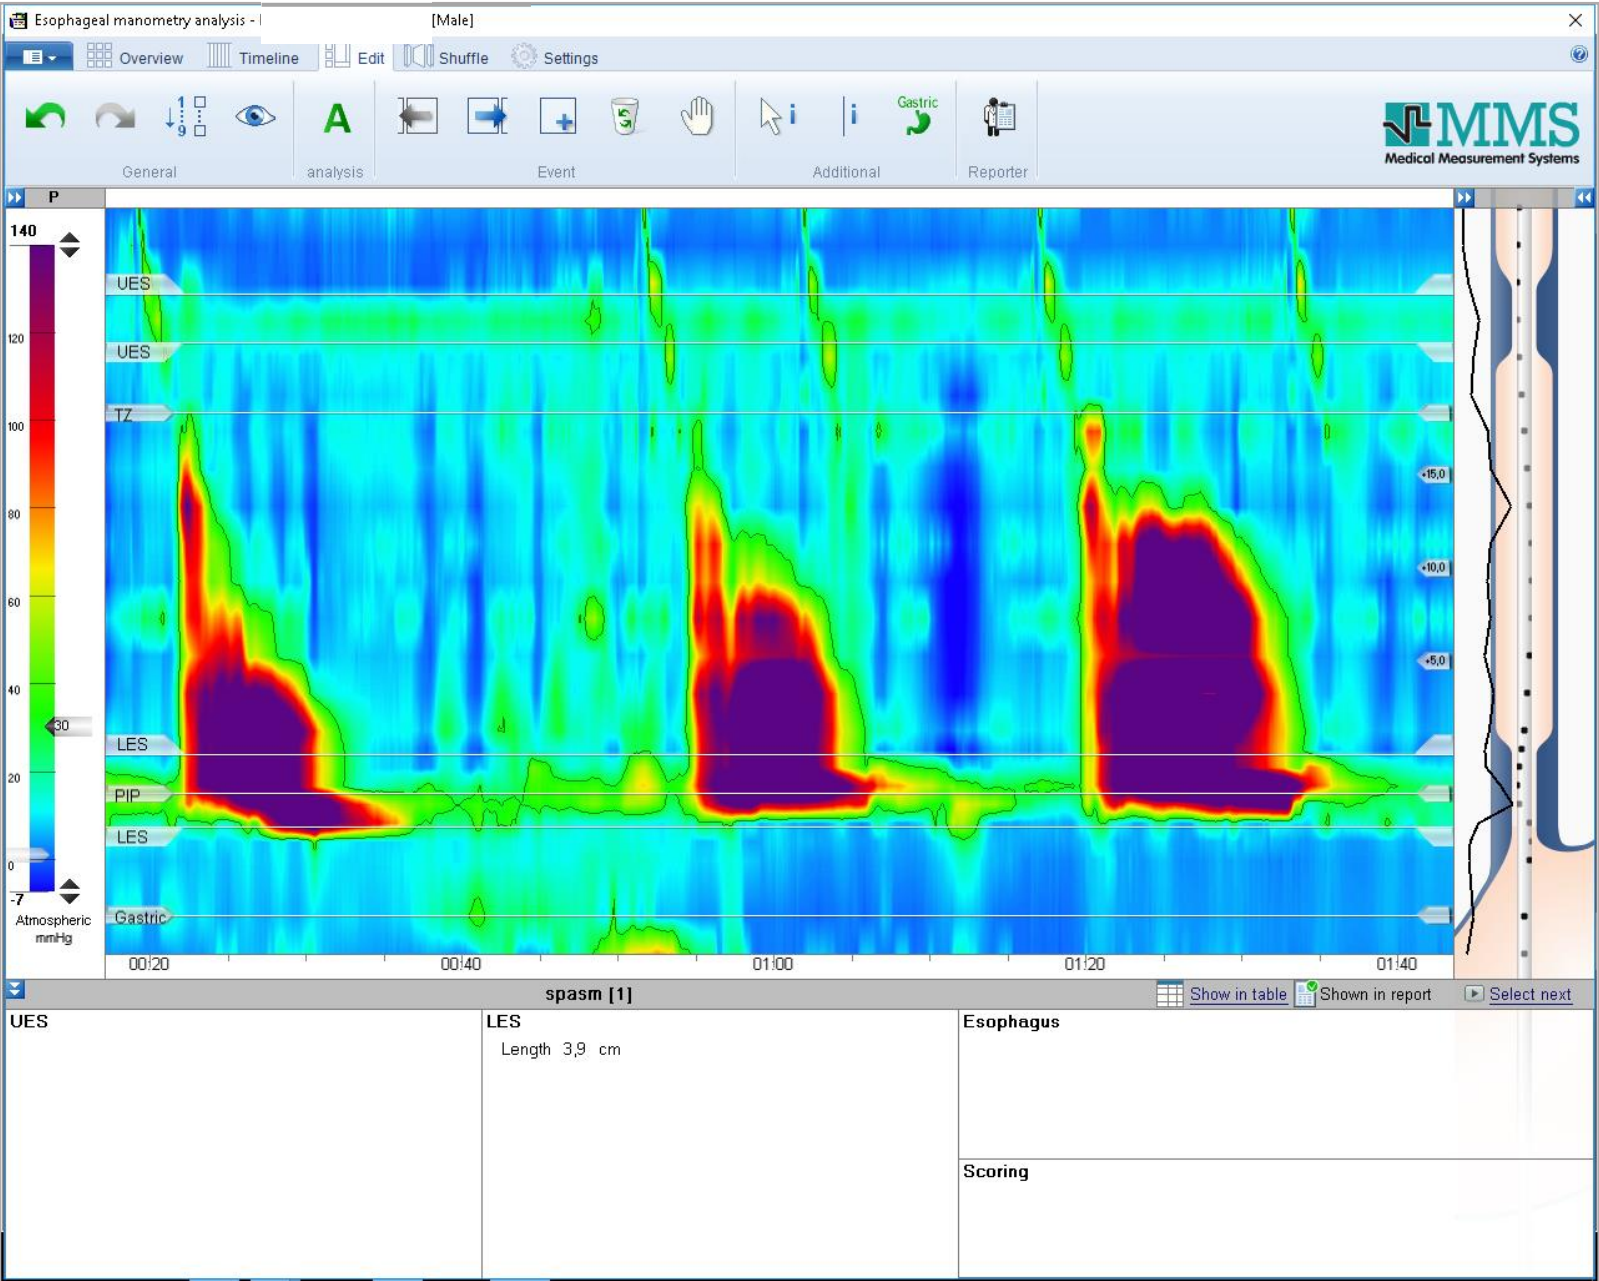 Esophageal manometry analysis - [Male]
Overview Timeline Edit Shuffle Settings
1
9
A
i
i
Gastric
General analysis Event Additional Reporter
MMS
Medical Measurement Systems
P
140
120
100
80
60
40
30
20
0
-7
Atmospheric
mmHg
UES
UES
TZ
LES
PIP
LES
Gastric
+15,0
+10,0
+5,0
00:20 00:40 01:00 01:20 01:40
spasm [1] Show in table Shown in report Select next
UES
LES
Length 3,9 cm
Esophagus
Scoring